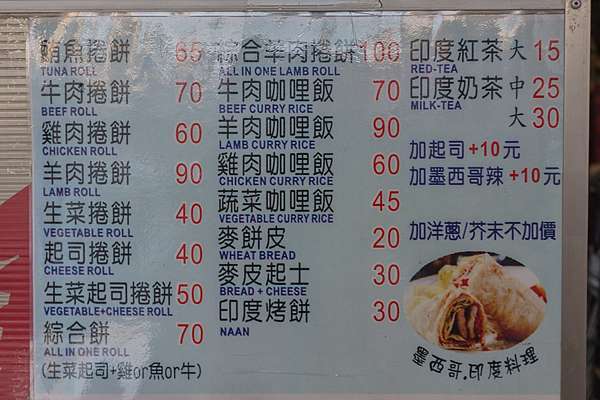 鮪魚捲餅 65
TUNA ROLL
牛肉捲餅 70
BEEF ROLL
雞肉捲餅 60
CHICKEN ROLL
羊肉捲餅 90
LAMB ROLL
生菜捲餅 40
VEGETABLE ROLL
起司捲餅 40
CHEESE ROLL
生菜起司捲餅 50
VEGETABLE+CHEESE ROLL
綜合餅 70
ALL IN ONE ROLL
(生菜起司+雞or魚or牛)
綜合羊肉捲餅 100
ALL IN ONE LAMB ROLL
牛肉咖哩飯 70
BEEF CURRY RICE
羊肉咖哩飯 90
LAMB CURRY RICE
雞肉咖哩飯 60
CHICKEN CURRY RICE
蔬菜咖哩飯 45
VEGETABLE CURRY RICE
麥餅皮 20
WHEAT BREAD
麥皮起士 30
BREAD + CHEESE
印度烤餅 30
NAAN
印度紅茶 大 15
RED-TEA
印度奶茶 中 25
MILK-TEA
大 30
加起司+10元
加墨西哥辣+10元
加洋蔥/芥末不加價
墨西哥.印度料理